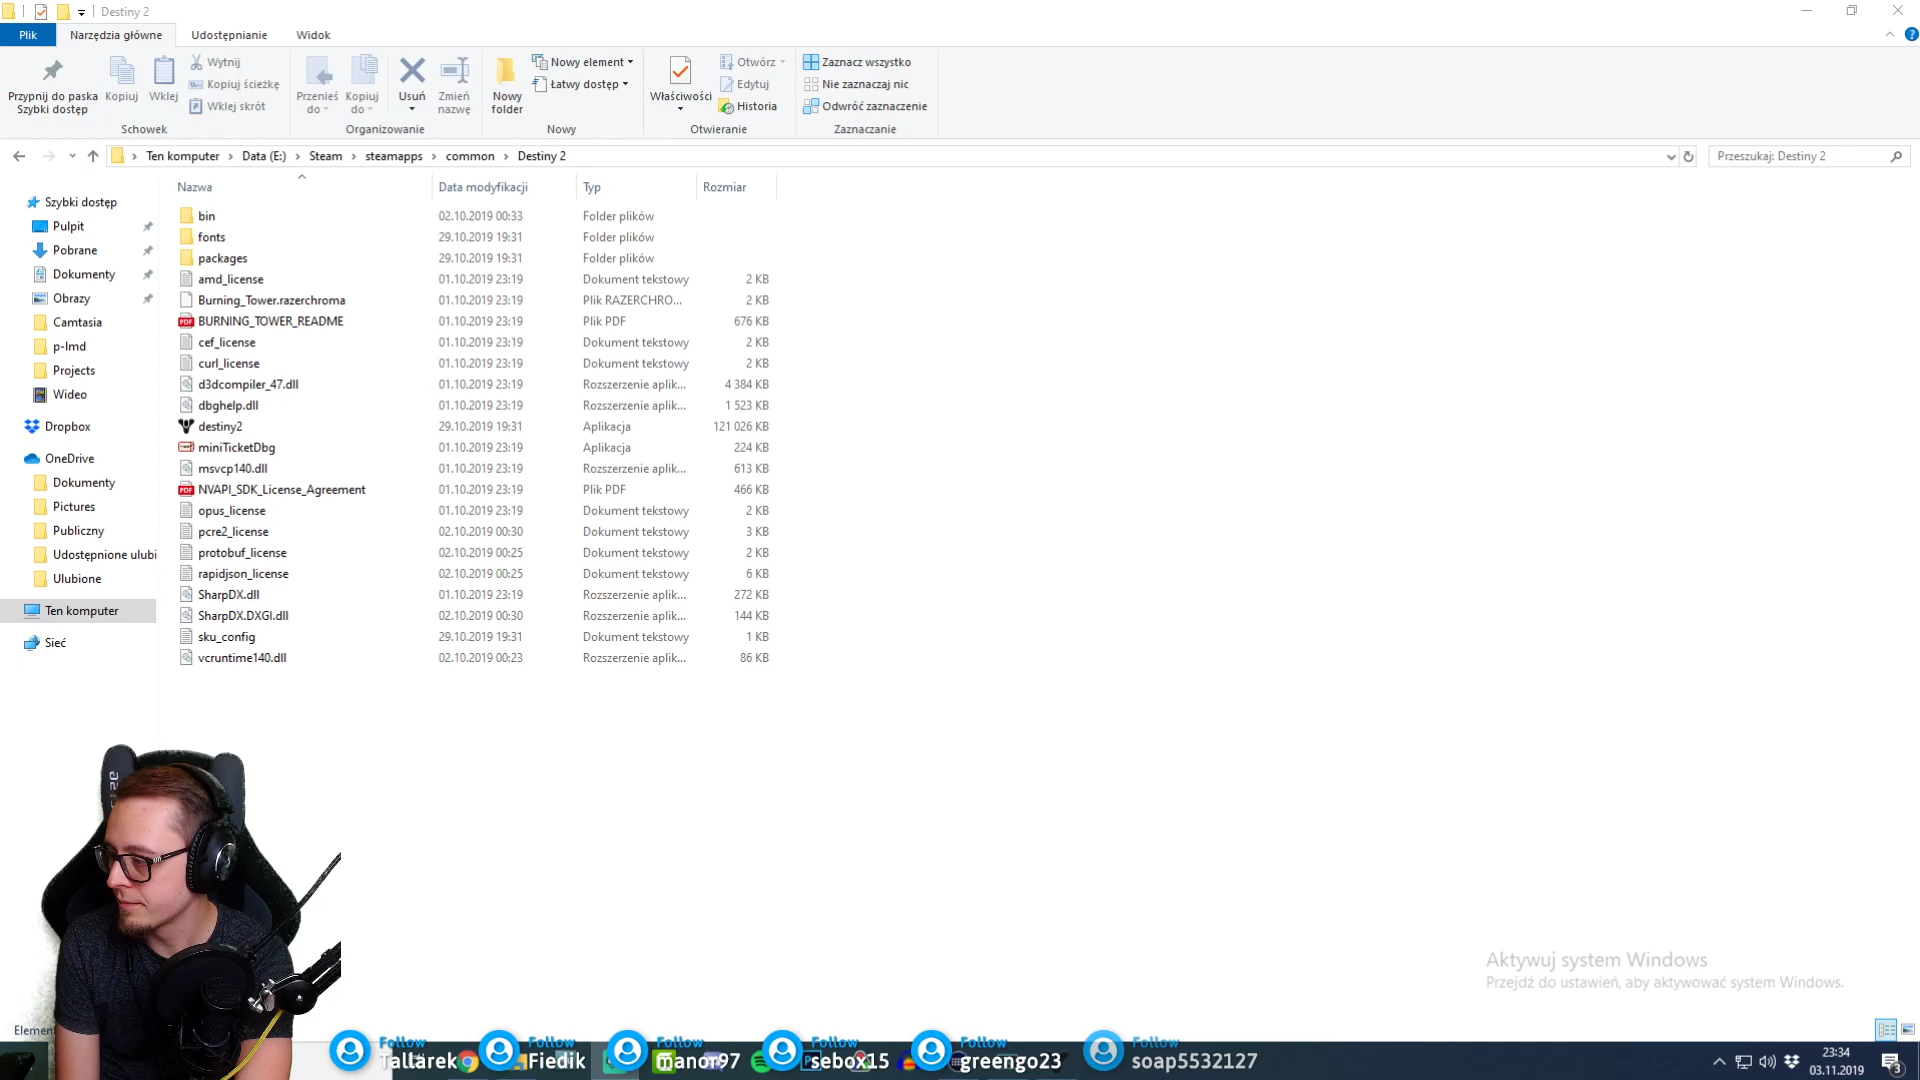 Destiny 2
Plik Narzędzia główne Udostępnianie Widok
Przypnij do paska Szybki dostęp
Kopiuj
Wklej
Wytnij
Kopiuj ścieżkę
Wklej skrót
Schowek
Przenieś do
Kopiuj do
Usuń
Zmień nazwę
Organizowanie
Nowy folder
Nowy element
Łatwy dostęp
Nowy
Właściwości
Otwórz
Edytuj
Historia
Otwieranie
Zaznacz wszystko
Nie zaznaczaj nic
Odwróć zaznaczenie
Zaznaczanie
Ten komputer Data (E:) Steam steamapps common Destiny 2
Przeszukaj: Destiny 2
Szybki dostęp
Pulpit
Pobrane
Dokumenty
Obrazy
Camtasia
p-lmd
Projects
Wideo
Dropbox
OneDrive
Dokumenty
Pictures
Publiczny
Udostępnione ulubi
Ulubione
Ten komputer
Sieć
Nazwa Data modyfikacji Typ Rozmiar
bin 02.10.2019 00:33 Folder plików
fonts 29.10.2019 19:31 Folder plików
packages 29.10.2019 19:31 Folder plików
amd_license 01.10.2019 23:19 Dokument tekstowy 2 KB
Burning_Tower.razerchroma 01.10.2019 23:19 Plik RAZERCHRO... 2 KB
BURNING_TOWER_README 01.10.2019 23:19 Plik PDF 676 KB
cef_license 01.10.2019 23:19 Dokument tekstowy 2 KB
curl_license 01.10.2019 23:19 Dokument tekstowy 2 KB
d3dcompiler_47.dll 01.10.2019 23:19 Rozszerzenie aplik... 4 384 KB
dbghelp.dll 01.10.2019 23:19 Rozszerzenie aplik... 1 523 KB
destiny2 29.10.2019 19:31 Aplikacja 121 026 KB
miniTicketDbg 01.10.2019 23:19 Aplikacja 224 KB
msvcp140.dll 01.10.2019 23:19 Rozszerzenie aplik... 613 KB
NVAPI_SDK_License_Agreement 01.10.2019 23:19 Plik PDF 466 KB
opus_license 01.10.2019 23:19 Dokument tekstowy 2 KB
pcre2_license 02.10.2019 00:30 Dokument tekstowy 3 KB
protobuf_license 02.10.2019 00:25 Dokument tekstowy 2 KB
rapidjson_license 02.10.2019 00:25 Dokument tekstowy 6 KB
SharpDX.dll 01.10.2019 23:19 Rozszerzenie aplik... 272 KB
SharpDX.DXGI.dll 02.10.2019 00:30 Rozszerzenie aplik... 144 KB
sku_config 29.10.2019 19:31 Dokument tekstowy 1 KB
vcruntime140.dll 02.10.2019 00:23 Rozszerzenie aplik... 86 KB
Aktywuj system Windows
Przejdź do ustawień, aby aktywować system Windows.
Follow Follow Follow Follow Follow Follow
Tallarek Fiedik manor97 sebox15 greengo23 soap5532127
23:34
03.11.2019
3